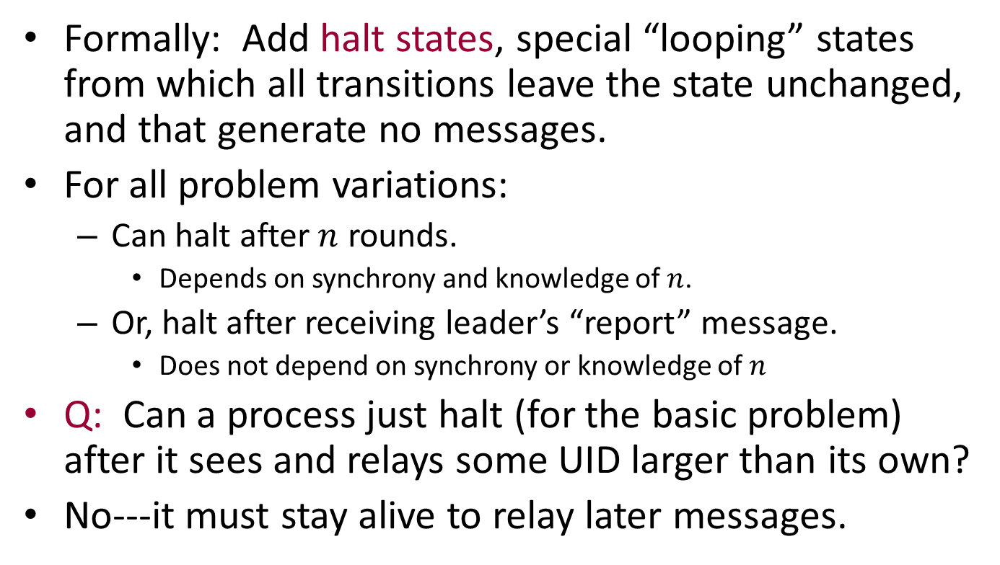 • Formally:  Add halt states, special “looping” states
from which all transitions leave the state unchanged,
and that generate no messages.
• For all problem variations:
– Can halt after n rounds.
• Depends on synchrony and knowledge of n.
– Or, halt after receiving leader’s “report” message.
• Does not depend on synchrony or knowledge of n
• Q:  Can a process just halt (for the basic problem)
after it sees and relays some UID larger than its own?
• No---it must stay alive to relay later messages.